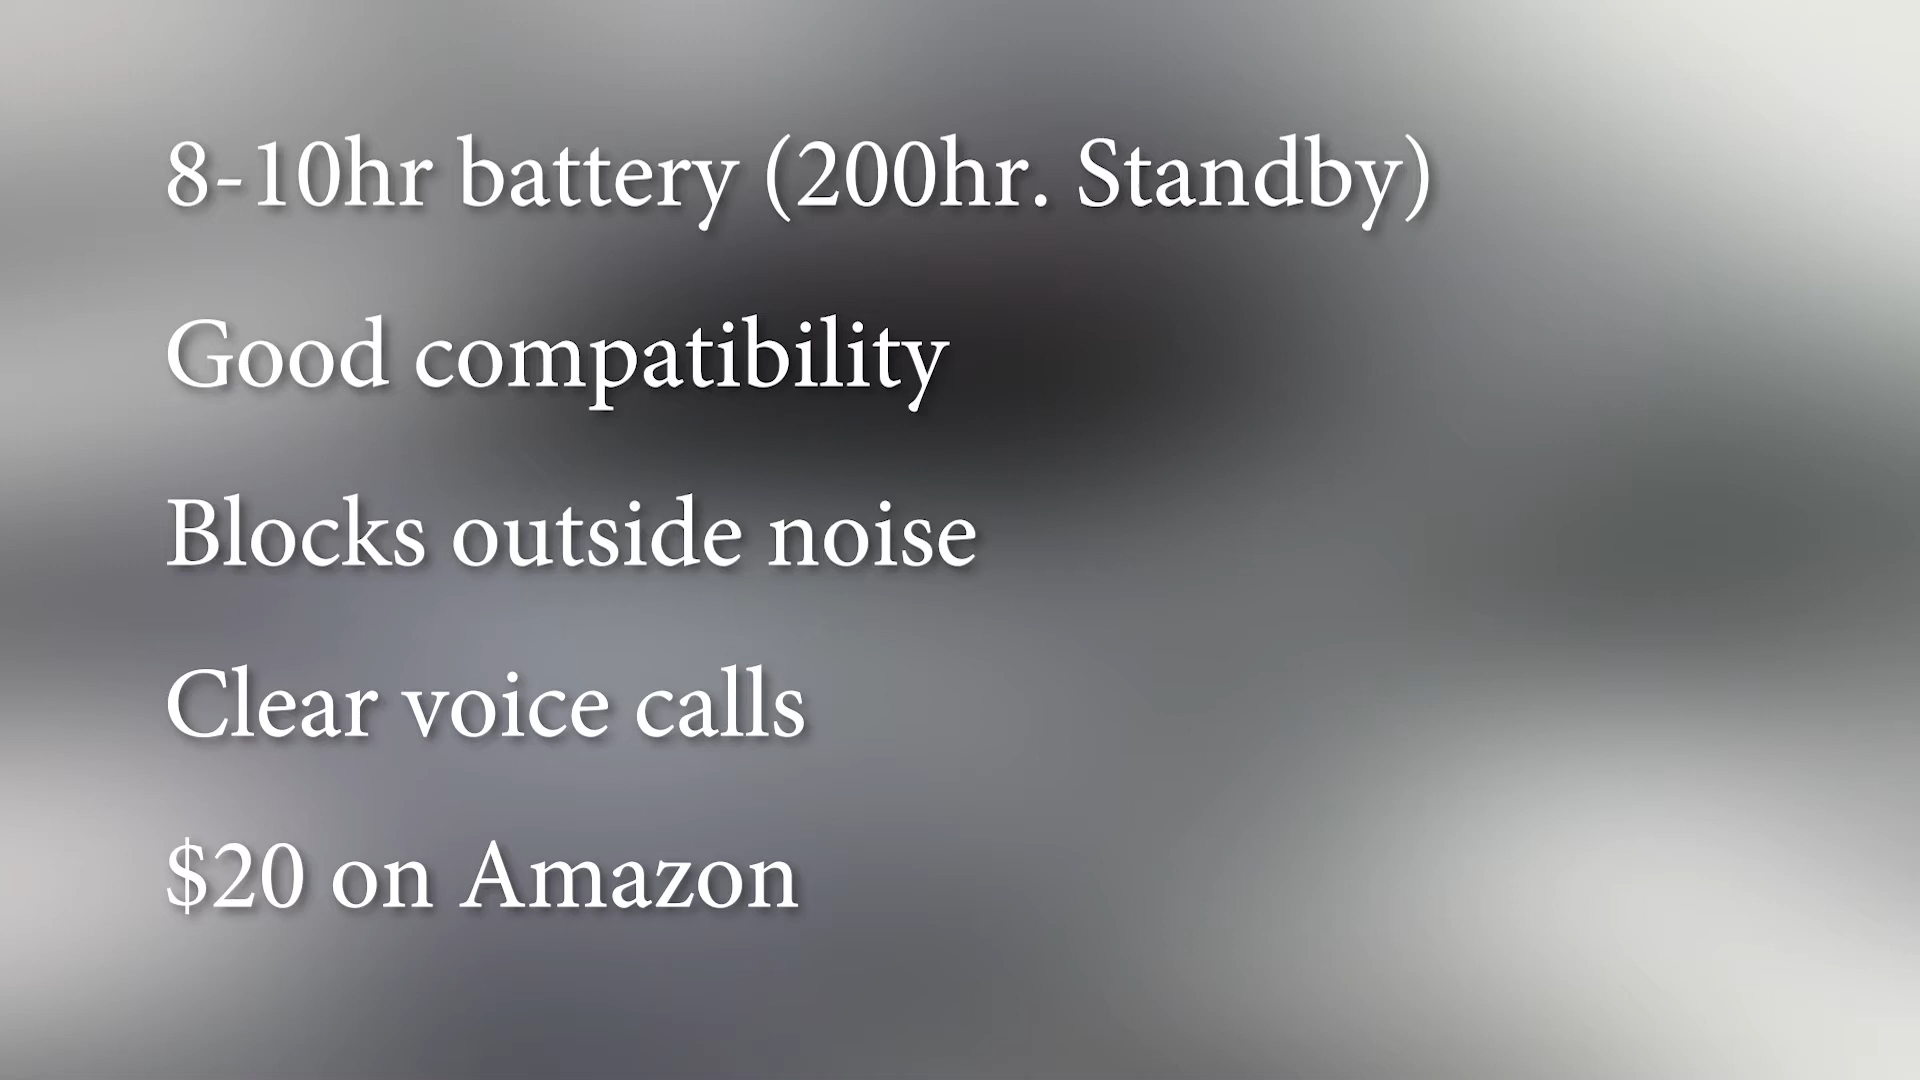 8-10hr battery (200hr. Standby)
Good compatibility
Blocks outside noise
Clear voice calls
$20 on Amazon